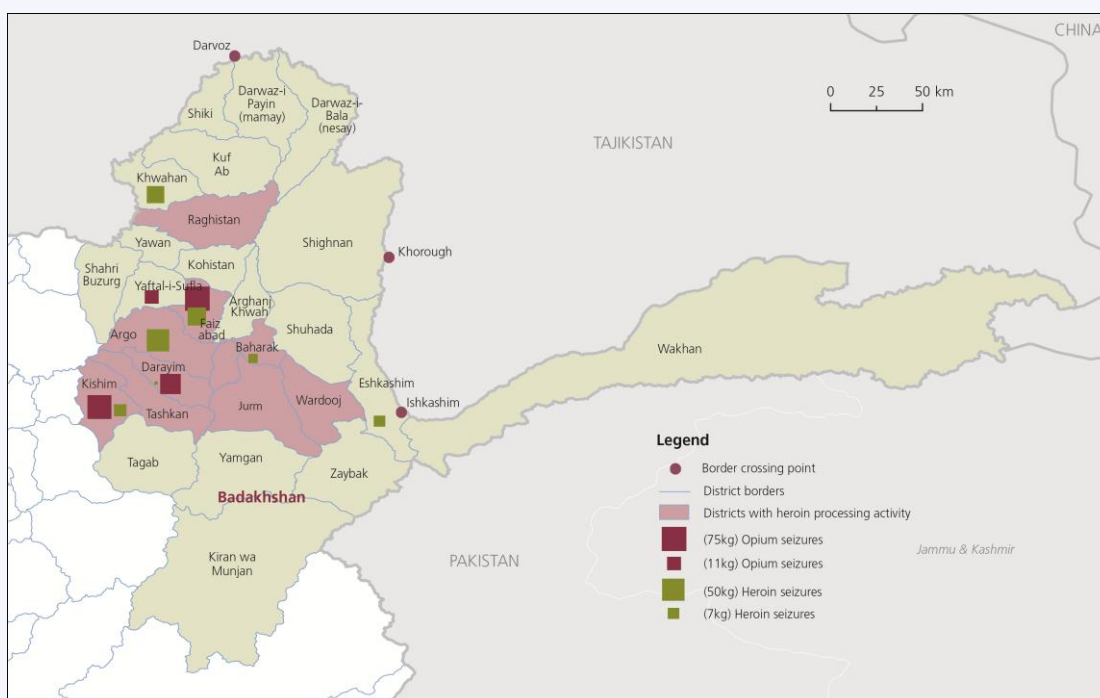 CHINA
Darvoz
0 25 50 km
Darwaz-i
Payin
(mamay)
Darwaz-i-
Bala
(nesay)
Shiki
TAJIKISTAN
Kuf
Ab
Khwahan
Raghistan
Yawan
Shighnan
Khorough
Kohistan
Shahri
Buzurg
Yaftal-i-Sufla
Arghanj
Khwah
Faiz
abad
Shuhada
Argo
Baharak
Wakhan
Darayim
Kishim
Eshkashim
Ishkashim
Wardooj
Jurm
Tashkan
Legend
Tagab
Yamgan
Zaybak
Border crossing point
Badakhshan
District borders
Districts with heroin processing activity
(75kg) Opium seizures
Kiran wa
Munjan
PAKISTAN
Jammu & Kashmir
(11kg) Opium seizures
(50kg) Heroin seizures
(7kg) Heroin seizures